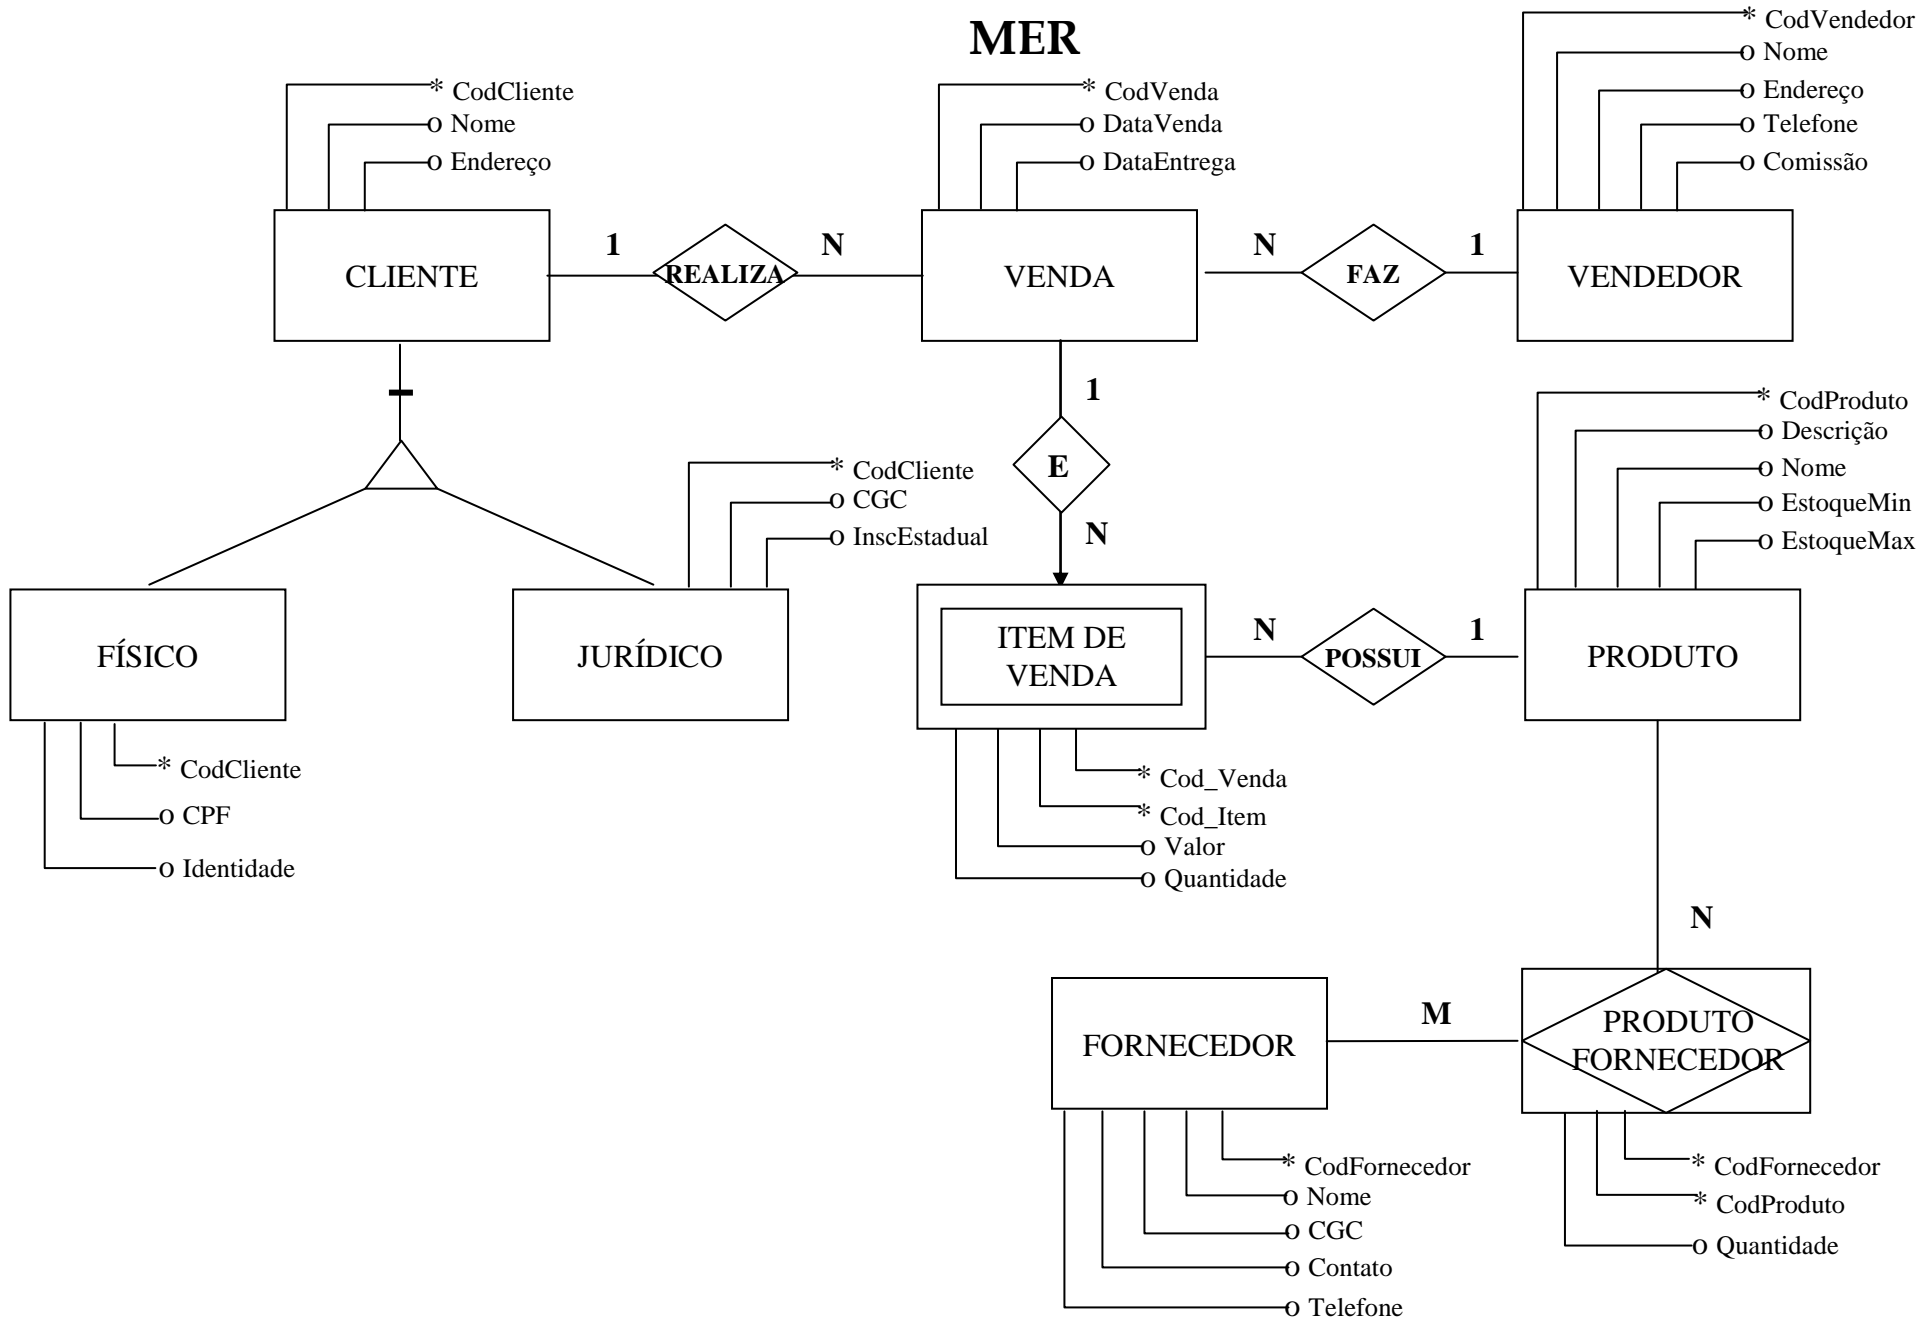 MER
* CodCliente
o Nome
o Endereço
* CodVenda
o DataVenda
o DataEntrega
* CodVendedor
o Nome
o Endereço
o Telefone
o Comissão
CLIENTE
1
REALIZA
N
VENDA
N
FAZ
1
VENDEDOR
1
E
N
* CodCliente
o CGC
o InscEstadual
* CodProduto
o Descrição
o Nome
o EstoqueMin
o EstoqueMax
FÍSICO
JURÍDICO
ITEM DE
VENDA
N
POSSUI
1
PRODUTO
* CodCliente
o CPF
o Identidade
* Cod_Venda
* Cod_Item
o Valor
o Quantidade
N
FORNECEDOR
M
PRODUTO
FORNECEDOR
* CodFornecedor
o Nome
o CGC
o Contato
o Telefone
* CodFornecedor
* CodProduto
o Quantidade